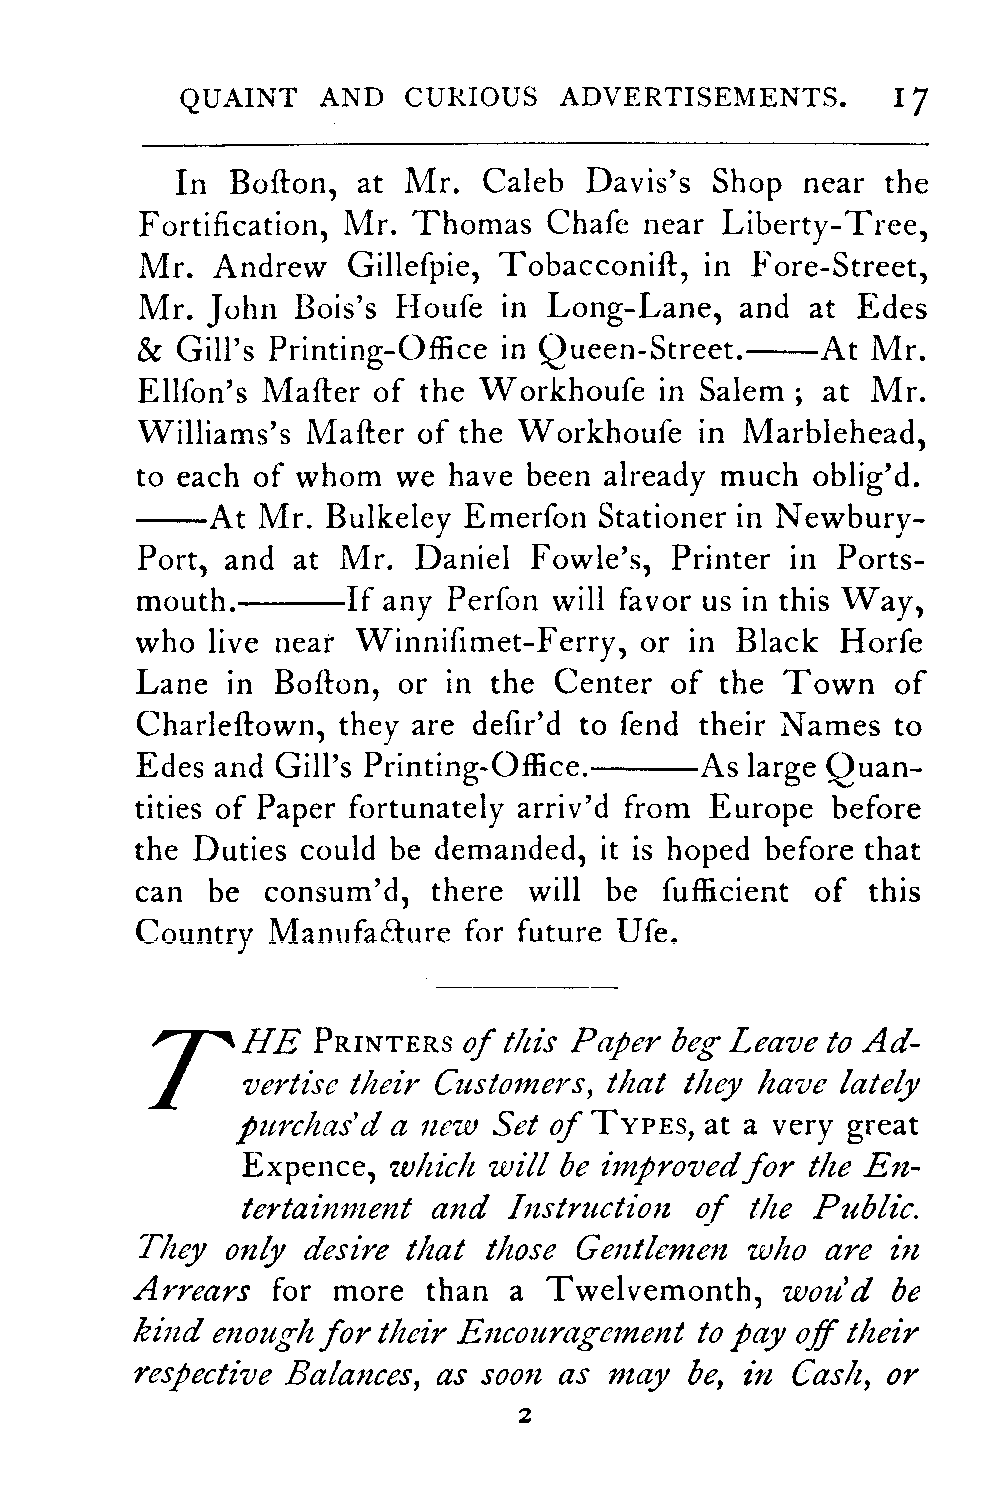 QUAINT AND CURIOUS ADVERTISEMENTS. 17
In Boſton, at Mr. Caleb Davis's Shop near the
Fortification, Mr. Thomas Chaſe near Liberty-Tree,
Mr. Andrew Gilleſpie, Tobacconiſt, in Fore-Street,
Mr. John Bois's Houſe in Long-Lane, and at Edes
& Gill's Printing-Office in Queen-Street.——At Mr.
Ellſon's Maſter of the Workhouſe in Salem ; at Mr.
Williams's Maſter of the Workhouſe in Marblehead,
to each of whom we have been already much oblig'd.
——At Mr. Bulkeley Emerſon Stationer in Newbury-
Port, and at Mr. Daniel Fowle's, Printer in Ports-
mouth.———If any Perſon will favor us in this Way,
who live near Winniſimet-Ferry, or in Black Horſe
Lane in Boſton, or in the Center of the Town of
Charleſtown, they are deſir'd to ſend their Names to
Edes and Gill's Printing-Office.———As large Quan-
tities of Paper fortunately arriv'd from Europe before
the Duties could be demanded, it is hoped before that
can be consum'd, there will be ſufficient of this
Country Manufacture for future Uſe.
THE PRINTERS of this Paper beg Leave to Ad-
vertise their Customers, that they have lately
purchas'd a new Set of TYPES, at a very great
Expence, which will be improved for the En-
tertainment and Instruction of the Public.
They only desire that those Gentlemen who are in
Arrears for more than a Twelvemonth, wou'd be
kind enough for their Encouragement to pay off their
respective Balances, as soon as may be, in Cash, or
2